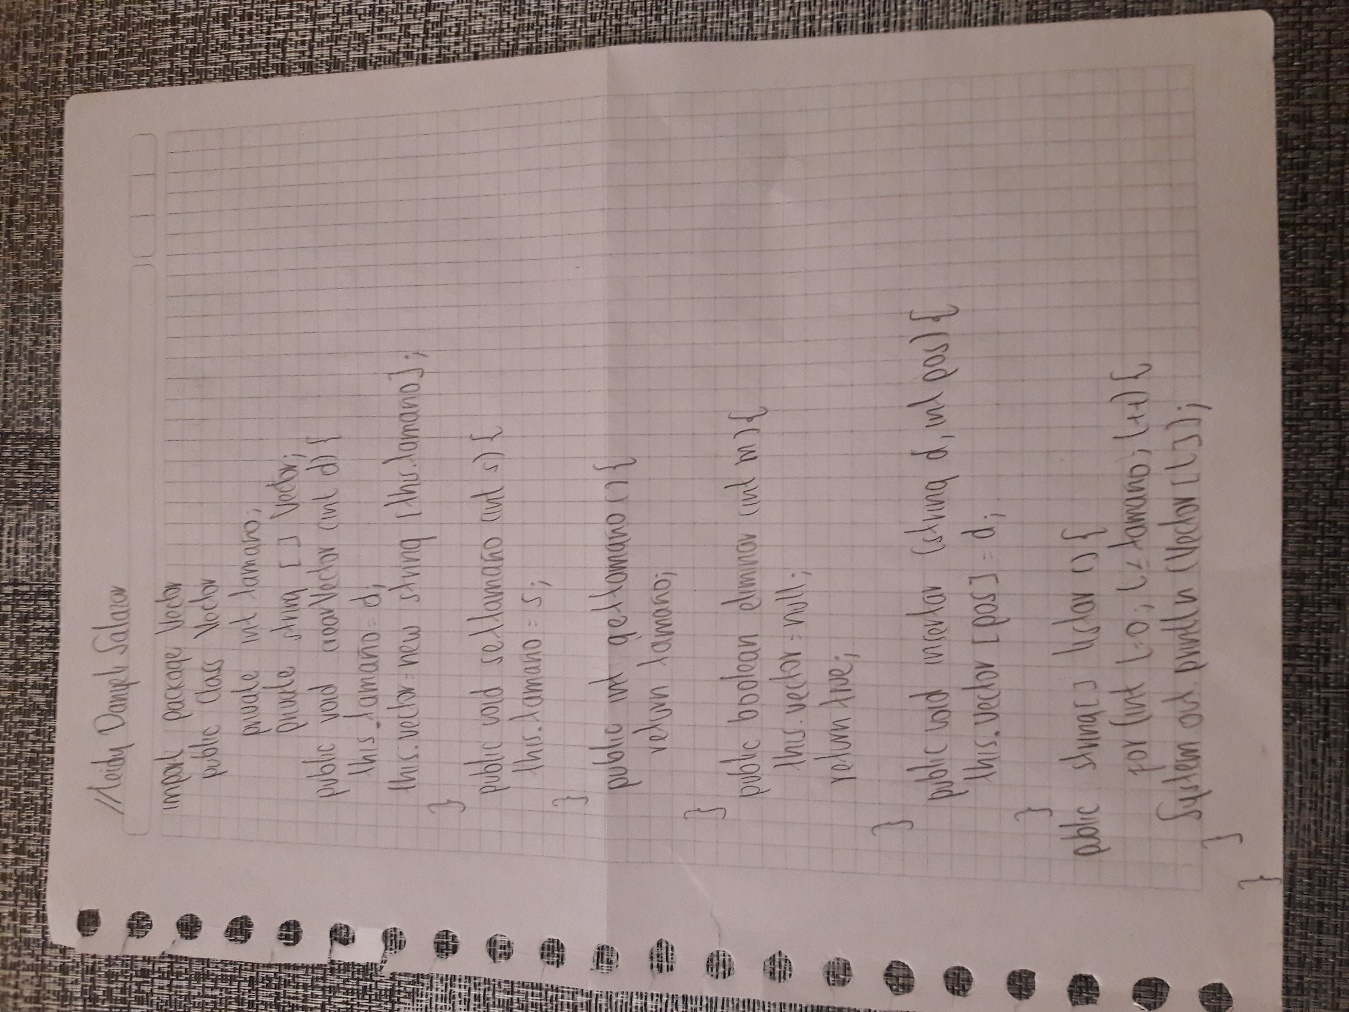 //Leidy Dangeli Salazar
import package Vector
public class Vector
private int tamano;
private string [] Vector;
public void crearVector (int d) {
this.tamano = d;
this.vector = new string [this.tamano];
}
public void settamano (int s) {
this.tamano = s;
}
public int gettamano () {
return tamano;
}
public boolean eliminar (int m) {
this.vector = null;
return true;
}
public void incertar (string d, int pos) {
this.vector [pos] = d;
}
public string[] listar () {
for (int i=0; i<=tamano; i++) {
System.out.println (Vector [i]);
}
}